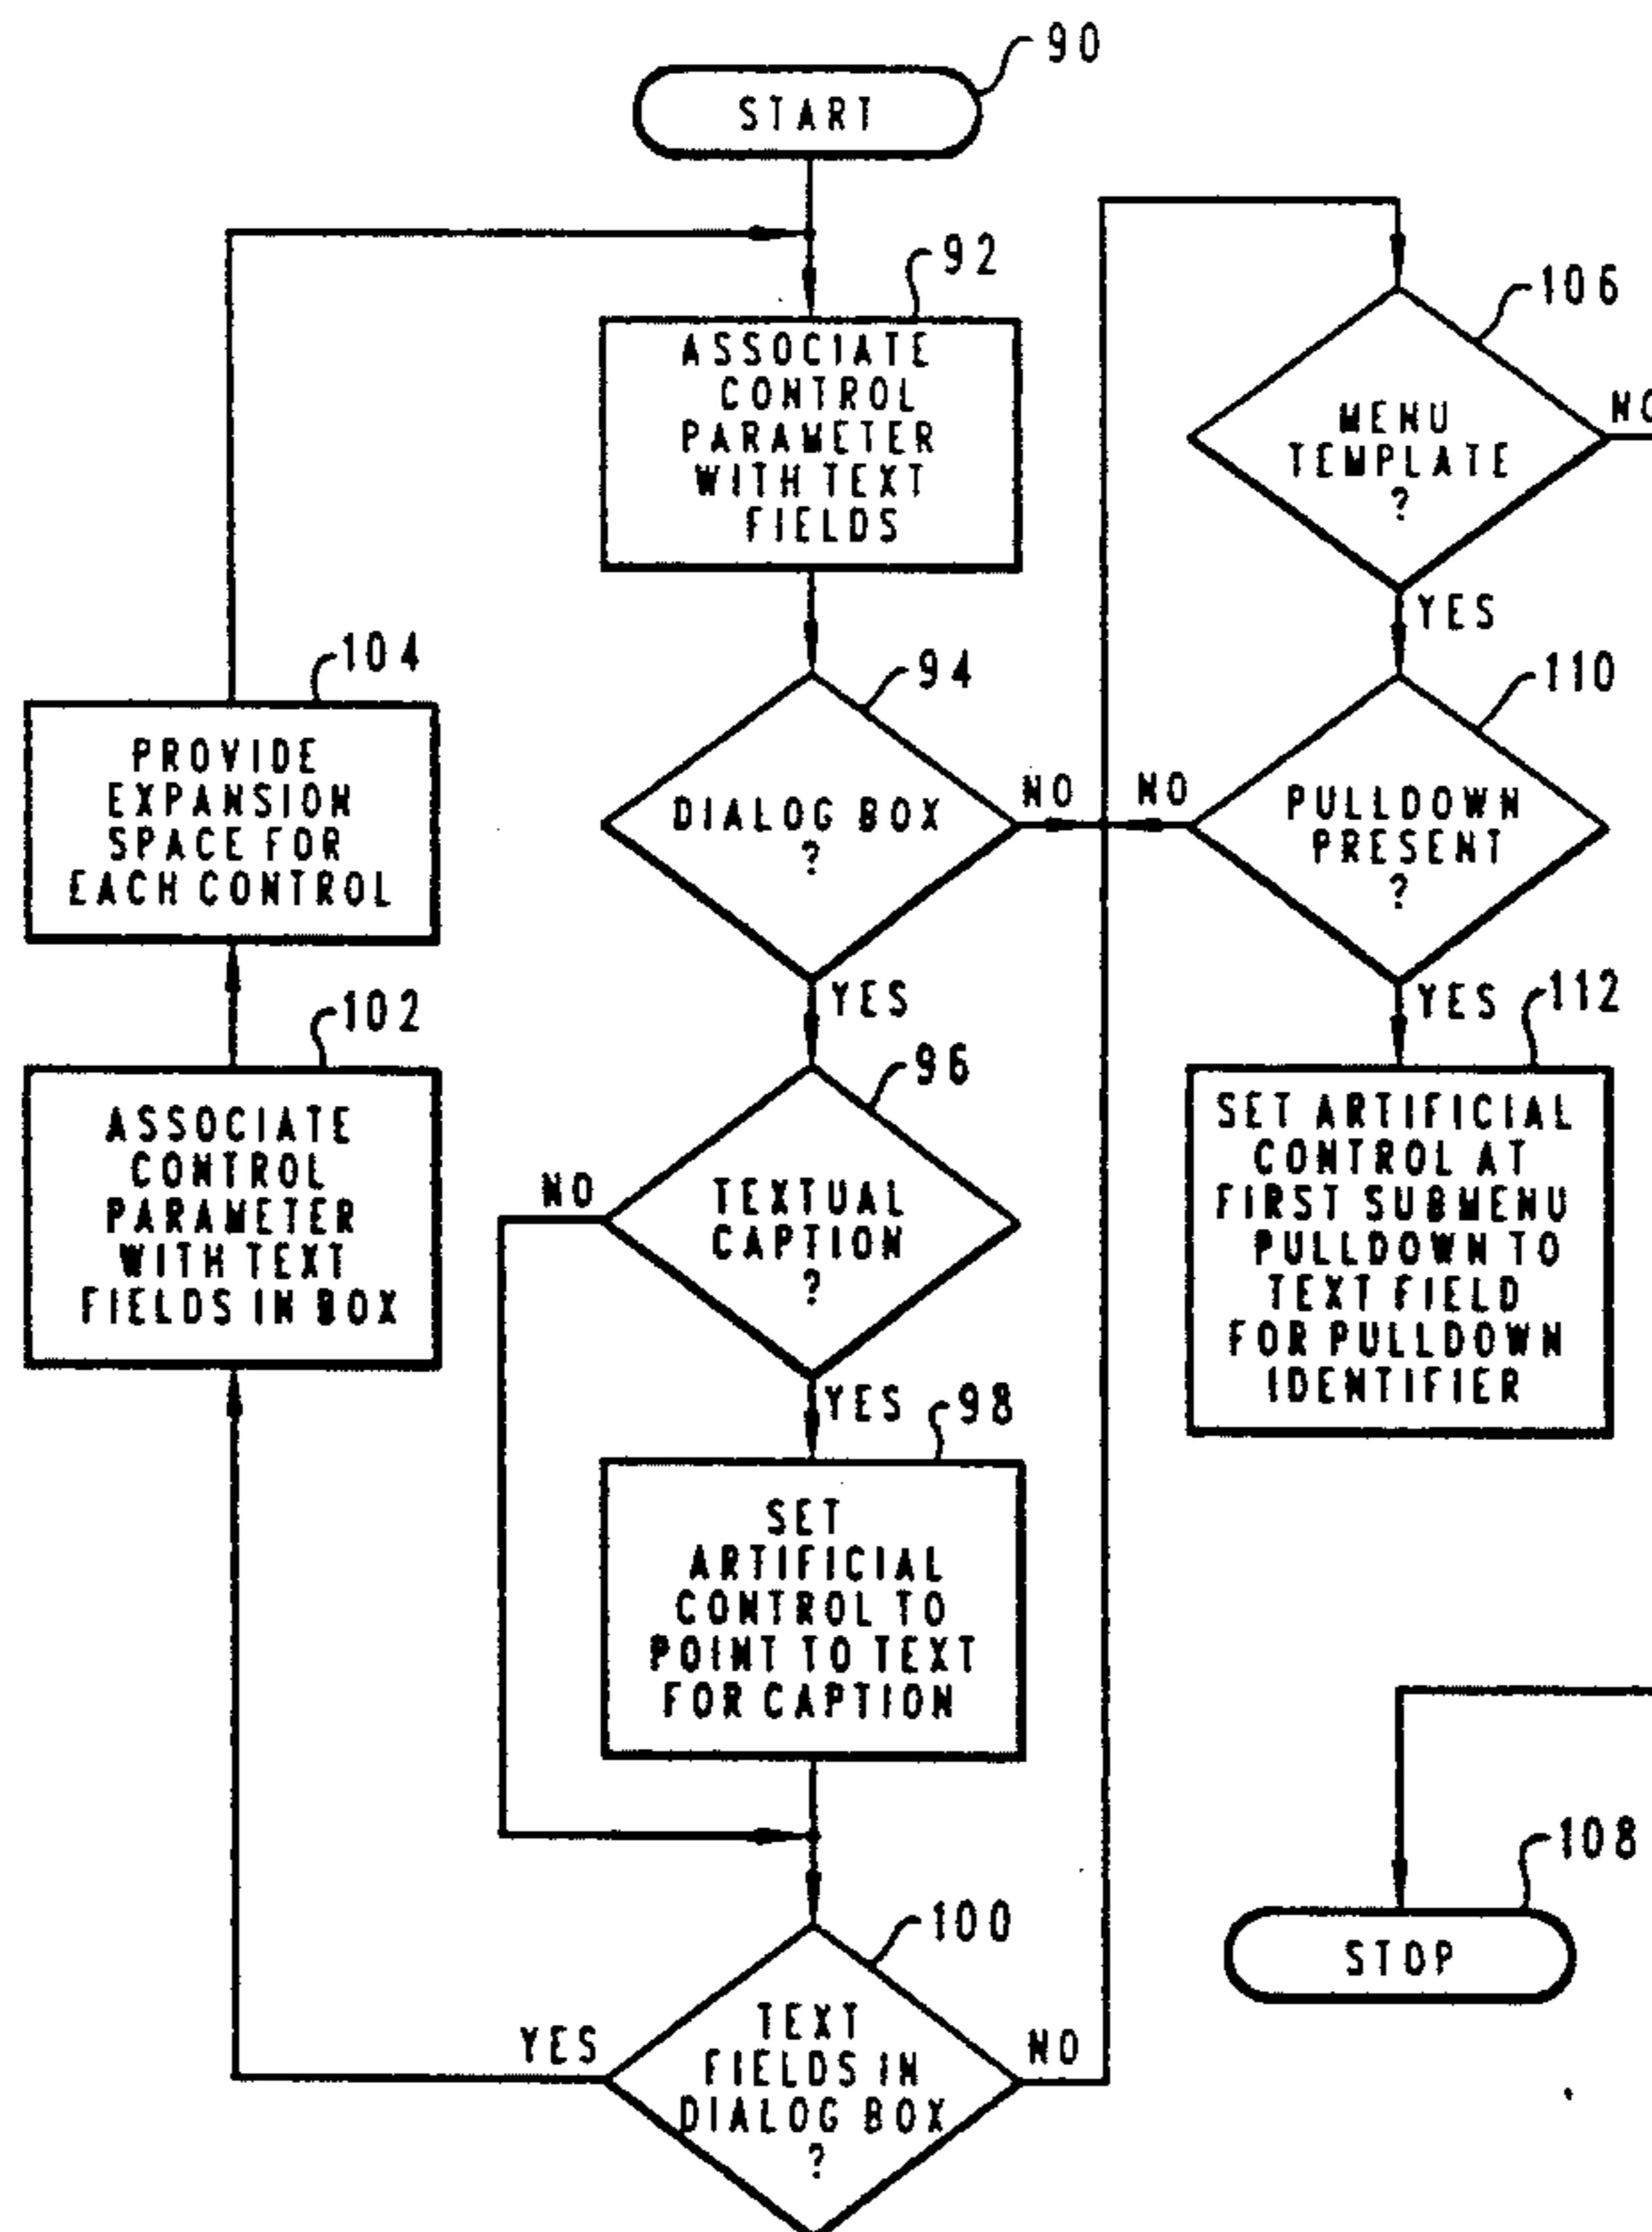 90
START
92
ASSOCIATE
CONTROL
PARAMETER
WITH TEXT
FIELDS
94
DIALOG BOX
?
NO
YES
96
TEXTUAL
CAPTION
?
NO
YES
98
SET
ARTIFICIAL
CONTROL TO
POINT TO TEXT
FOR CAPTION
100
TEXT
FIELDS IN
DIALOG BOX
?
YES
NO
102
ASSOCIATE
CONTROL
PARAMETER
WITH TEXT
FIELDS IN BOX
104
PROVIDE
EXPANSION
SPACE FOR
EACH CONTROL
106
MENU
TEMPLATE
?
NO
YES
110
PULLDOWN
PRESENT
?
NO
YES
112
SET ARTIFICIAL
CONTROL AT
FIRST SUBMENU
PULLDOWN TO
TEXT FIELD
FOR PULLDOWN
IDENTIFIER
108
STOP